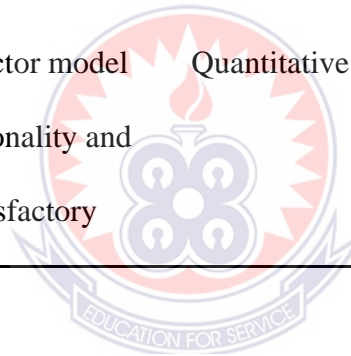 ctor model Quantitative
onality and
sfactory
EDUCATION FOR SERVICE